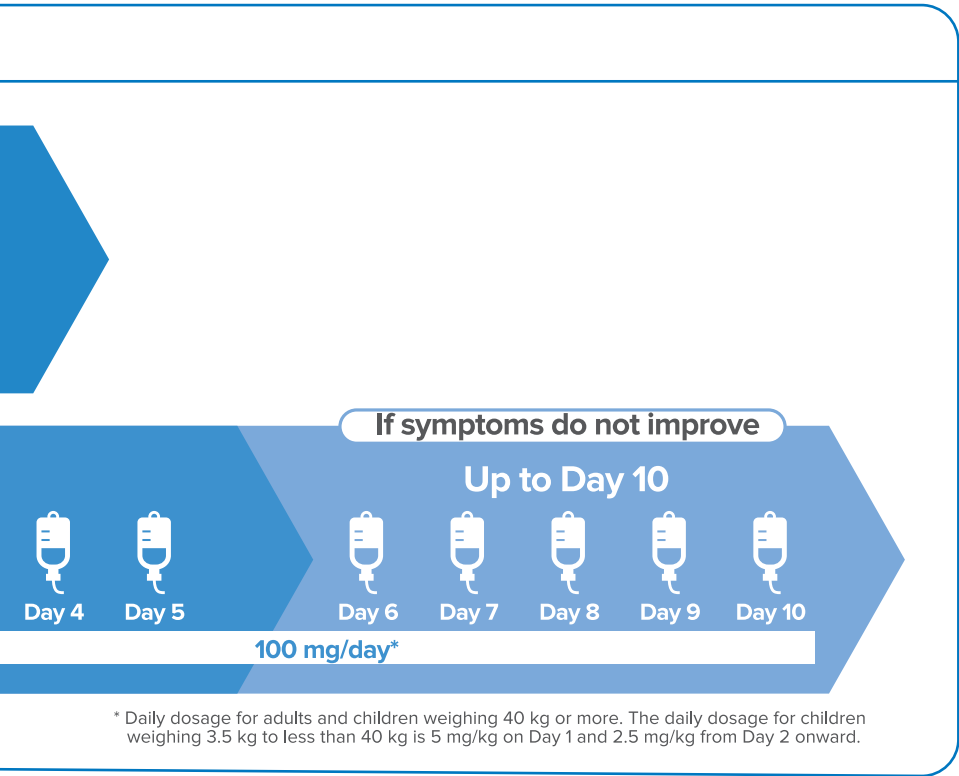 If symptoms do not improve
Up to Day 10
Day 4 Day 5 Day 6 Day 7 Day 8 Day 9 Day 10
100 mg/day*
* Daily dosage for adults and children weighing 40 kg or more. The daily dosage for children
weighing 3.5 kg to less than 40 kg is 5 mg/kg on Day 1 and 2.5 mg/kg from Day 2 onward.